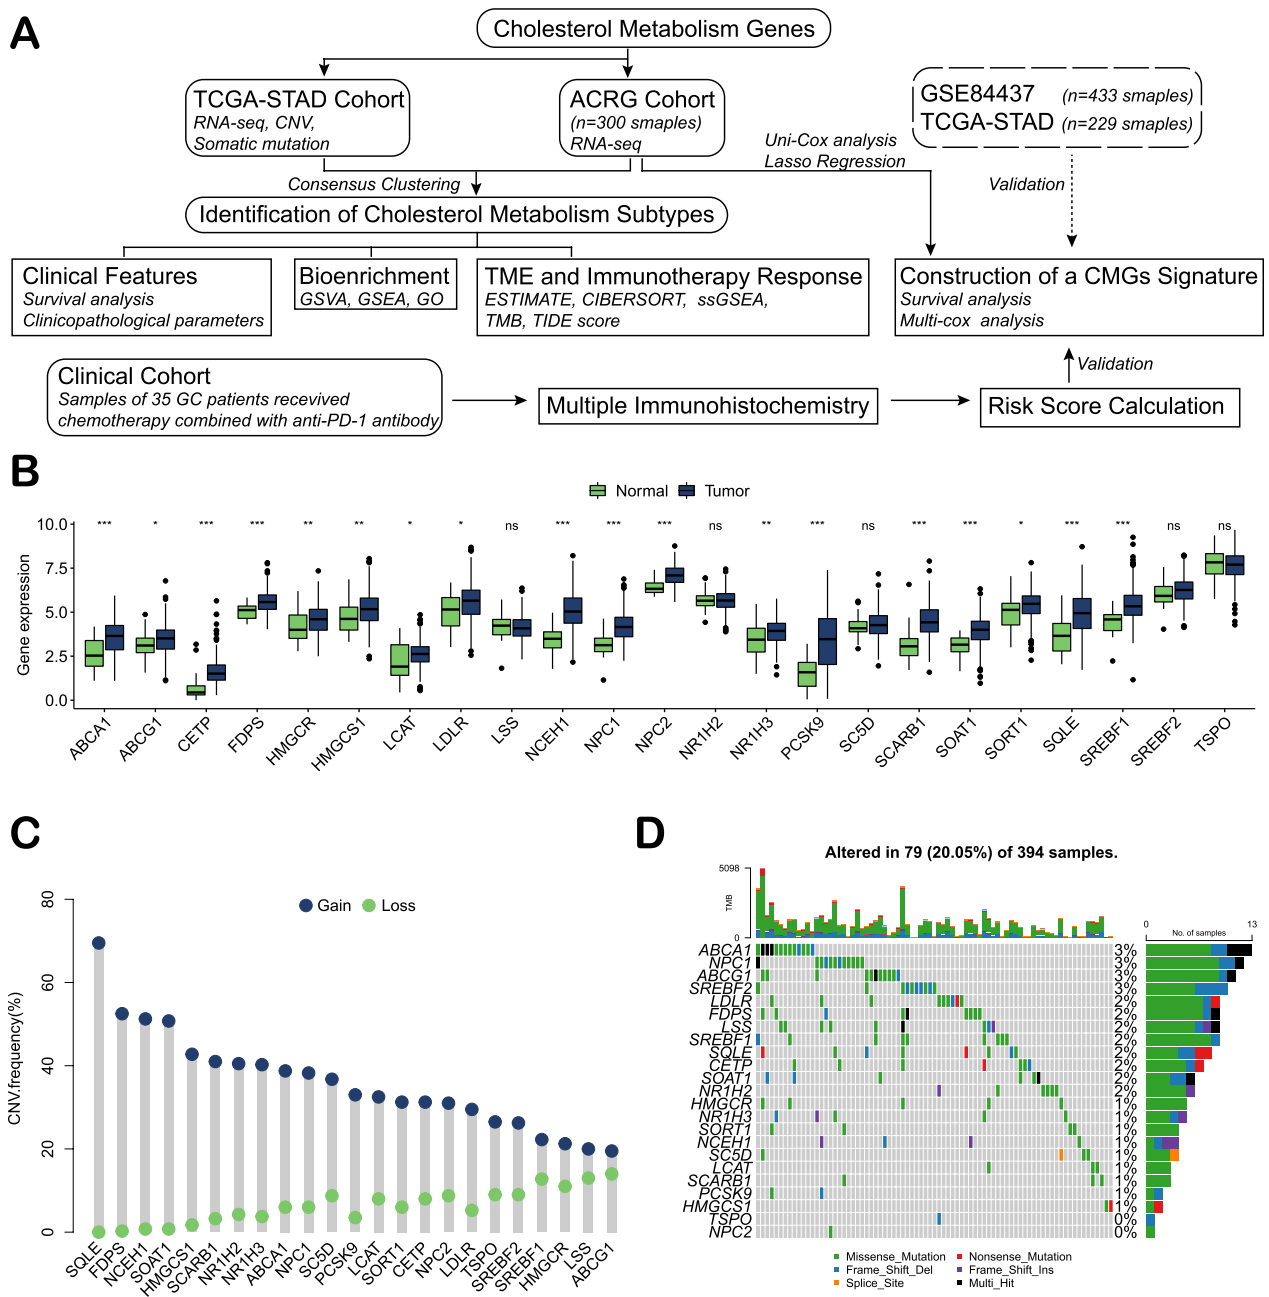 A
Cholesterol Metabolism Genes
TCGA-STAD Cohort
RNA-seq, CNV,
Somatic mutation
ACRG Cohort
(n=300 smaples)
RNA-seq
GSE84437 (n=433 smaples)
TCGA-STAD (n=229 smaples)
Uni-Cox analysis
Lasso Regression
Consensus Clustering
Validation
Identification of Cholesterol Metabolism Subtypes
Clinical Features
Survival analysis
Clinicopathological parameters
Bioenrichment
GSVA, GSEA, GO
TME and Immunotherapy Response
ESTIMATE, CIBERSORT, ssGSEA,
TMB, TIDE score
Construction of a CMGs Signature
Survival analysis
Multi-cox analysis
Clinical Cohort
Samples of 35 GC patients recevived
chemotherapy combined with anti-PD-1 antibody
Multiple Immunohistochemistry
Validation
Risk Score Calculation
B
Normal Tumor
*** * *** *** ** ** * * ns *** *** *** ns ** *** ns *** *** * *** *** ns ns
Gene expression
10.0
7.5
5.0
2.5
0.0
ABCA1 ABCG1 CETP FDPS HMGCR HMGCS1 LCAT LDLR LSS NCEH1 NPC1 NPC2 NR1H2 NR1H3 PCSK9 SC5D SCARB1 SOAT1 SORT1 SQLE SREBF1 SREBF2 TSPO
C
Gain Loss
CNV.frequency(%)
80
60
40
20
0
SQLE FDPS NCEH1 SOAT1 HMGCS1 SCARB1 NR1H2 NR1H3 ABCA1 NPC1 SC5D PCSK9 LCAT SORT1 CETP NPC2 LDLR TSPO SREBF2 SREBF1 HMGCR LSS ABCG1
D
Altered in 79 (20.05%) of 394 samples.
5098
TMB
0
0 13
No. of samples
ABCA1 3%
NPC1 3%
ABCG1 3%
SREBF2 3%
LDLR 2%
FDPS 2%
LSS 2%
SREBF1 2%
SQLE 2%
CETP 2%
SOAT1 2%
NR1H2 2%
HMGCR 1%
NR1H3 1%
SORT1 1%
NCEH1 1%
SC5D 1%
LCAT 1%
SCARB1 1%
PCSK9 1%
HMGCS1 1%
TSPO 0%
NPC2 0%
Missense_Mutation Nonsense_Mutation
Frame_Shift_Del Frame_Shift_Ins
Splice_Site Multi_Hit